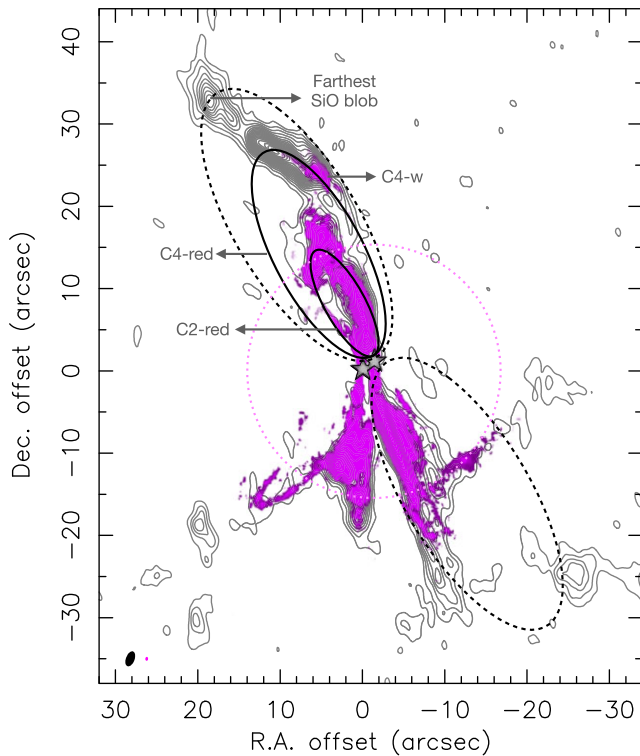 40
30
20
10
0
−10
−20
−30
Dec. offset (arcsec)
Farthest
SiO blob
C4-w
C4-red
C2-red
30 20 10 0 −10 −20 −30
R.A. offset (arcsec)